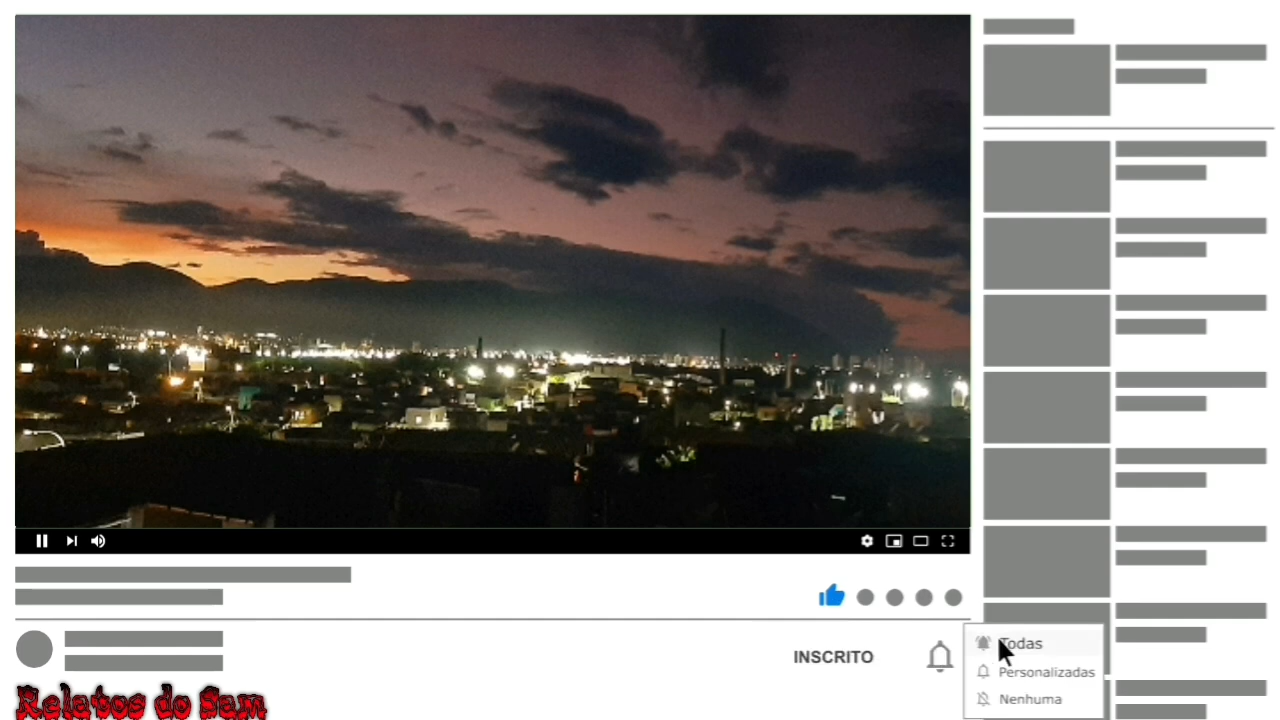 INSCRITO
Todas
Personalizadas
Nenhuma
Relatos do Sam